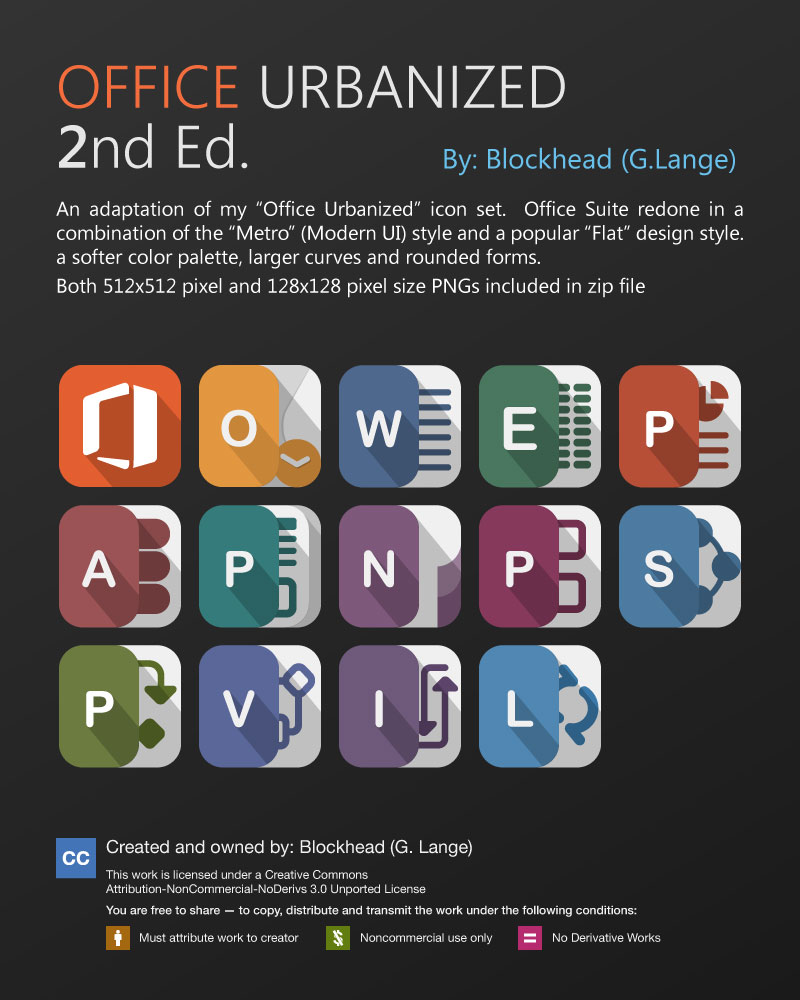 OFFICE URBANIZED
2nd Ed.
By: Blockhead (G.Lange)
An adaptation of my “Office Urbanized” icon set. Office Suite redone in a
combination of the “Metro” (Modern UI) style and a popular “Flat” design style.
a softer color palette, larger curves and rounded forms.
Both 512x512 pixel and 128x128 pixel size PNGs included in zip file
O W E P
A P N P S
P V I L
CC
Created and owned by: Blockhead (G. Lange)
This work is licensed under a Creative Commons
Attribution-NonCommercial-NoDerivs 3.0 Unported License
You are free to share — to copy, distribute and transmit the work under the following conditions:
Must attribute work to creator
$ Noncommercial use only
= No Derivative Works